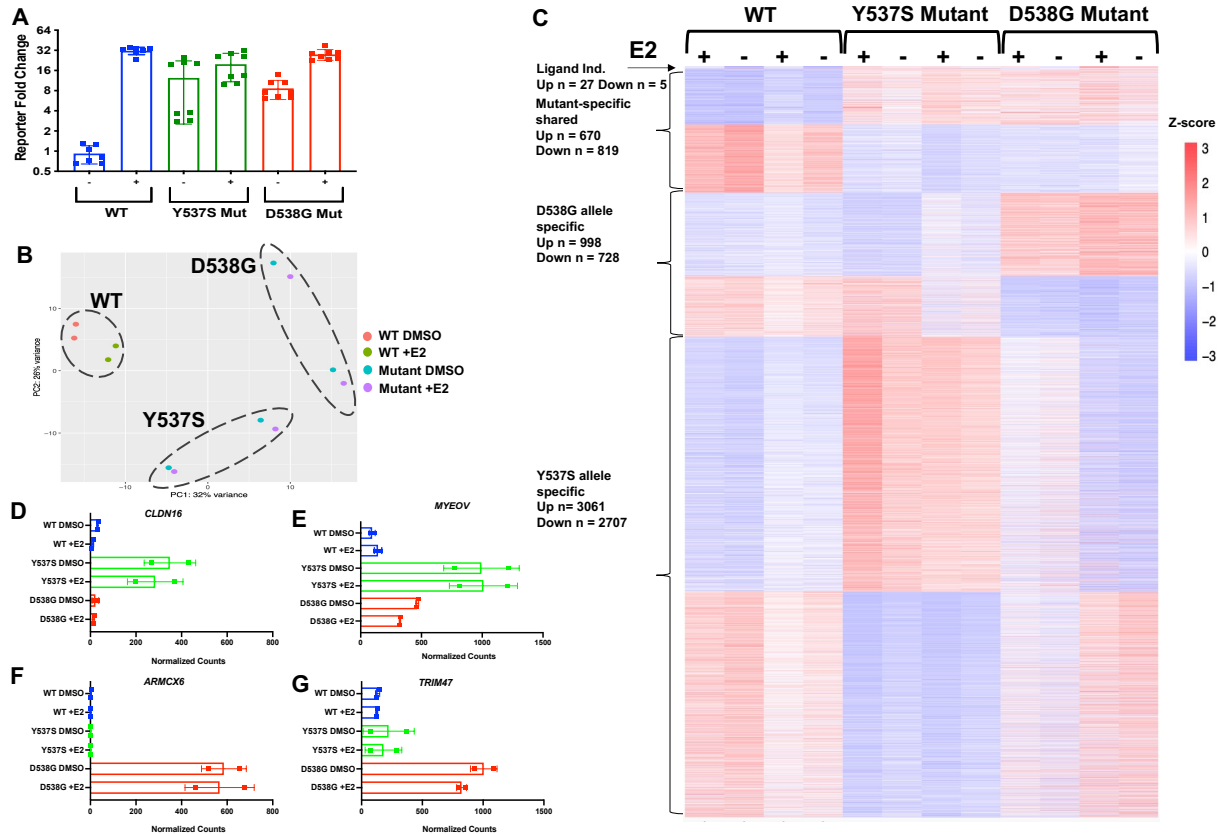 A
Reporter Fold Change
64
32
16
8
4
2
1
0.5
- + - + - +
WT Y537S Mut D538G Mut
B
PC2: 26% variance
10
0
−10
WT
D538G
Y537S
−10 0 10
PC1: 32% variance
WT DMSO
WT +E2
Mutant DMSO
Mutant +E2
C
WT Y537S Mutant D538G Mutant
E2
+ - + - + - + - + - + -
Ligand Ind.
Up n = 27 Down n = 5
Mutant-specific
shared
Up n = 670
Down n = 819
D538G allele
specific
Up n = 998
Down n = 728
Y537S allele
specific
Up n= 3061
Down n = 2707
Z-score
3
2
1
0
−1
−2
−3
D
CLDN16
WT DMSO
WT +E2
Y537S DMSO
Y537S +E2
D538G DMSO
D538G +E2
0 200 400 600 800
Normalized Counts
E
MYEOV
WT DMSO
WT +E2
Y537S DMSO
Y537S +E2
D538G DMSO
D538G +E2
0 500 1000 1500
Normalized Counts
F
ARMCX6
WT DMSO
WT +E2
Y537S DMSO
Y537S +E2
D538G DMSO
D538G +E2
0 200 400 600 800
Normalized Counts
G
TRIM47
WT DMSO
WT +E2
Y537S DMSO
Y537S +E2
D538G DMSO
D538G +E2
0 500 1000 1500
Normalized Counts